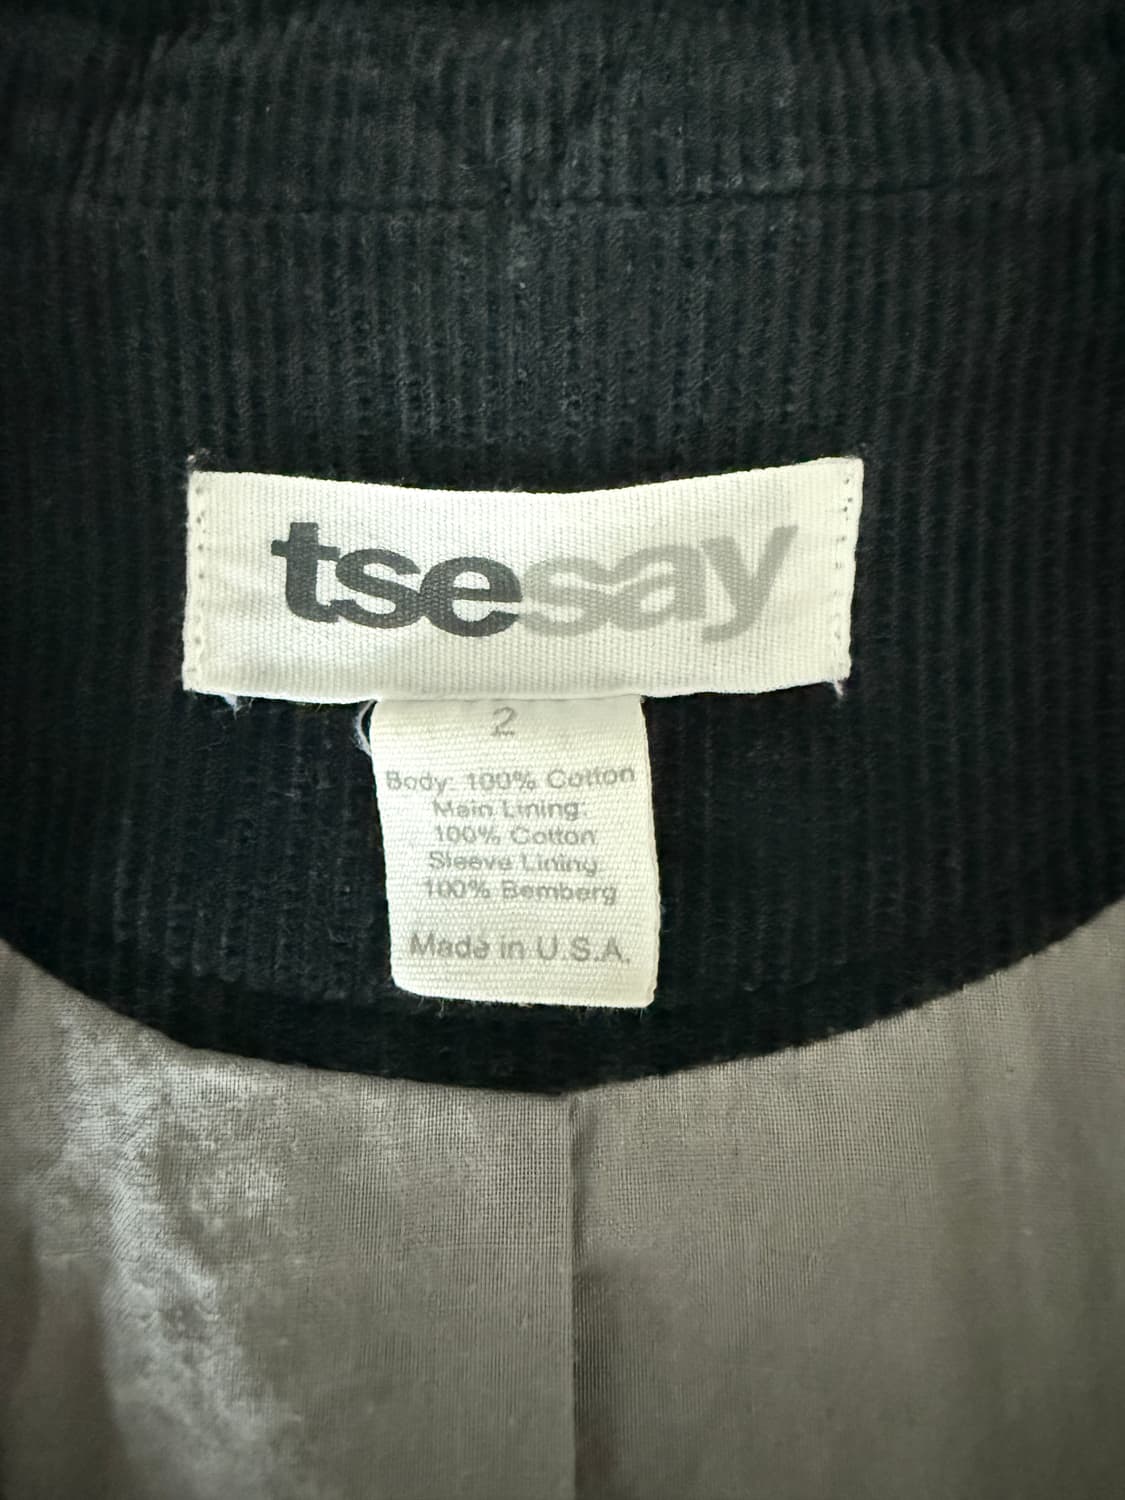 tsesay
2
Body: 100% Cotton
Main Lining:
100% Cotton
Sleeve Lining:
100% Bemberg
Made in U.S.A.